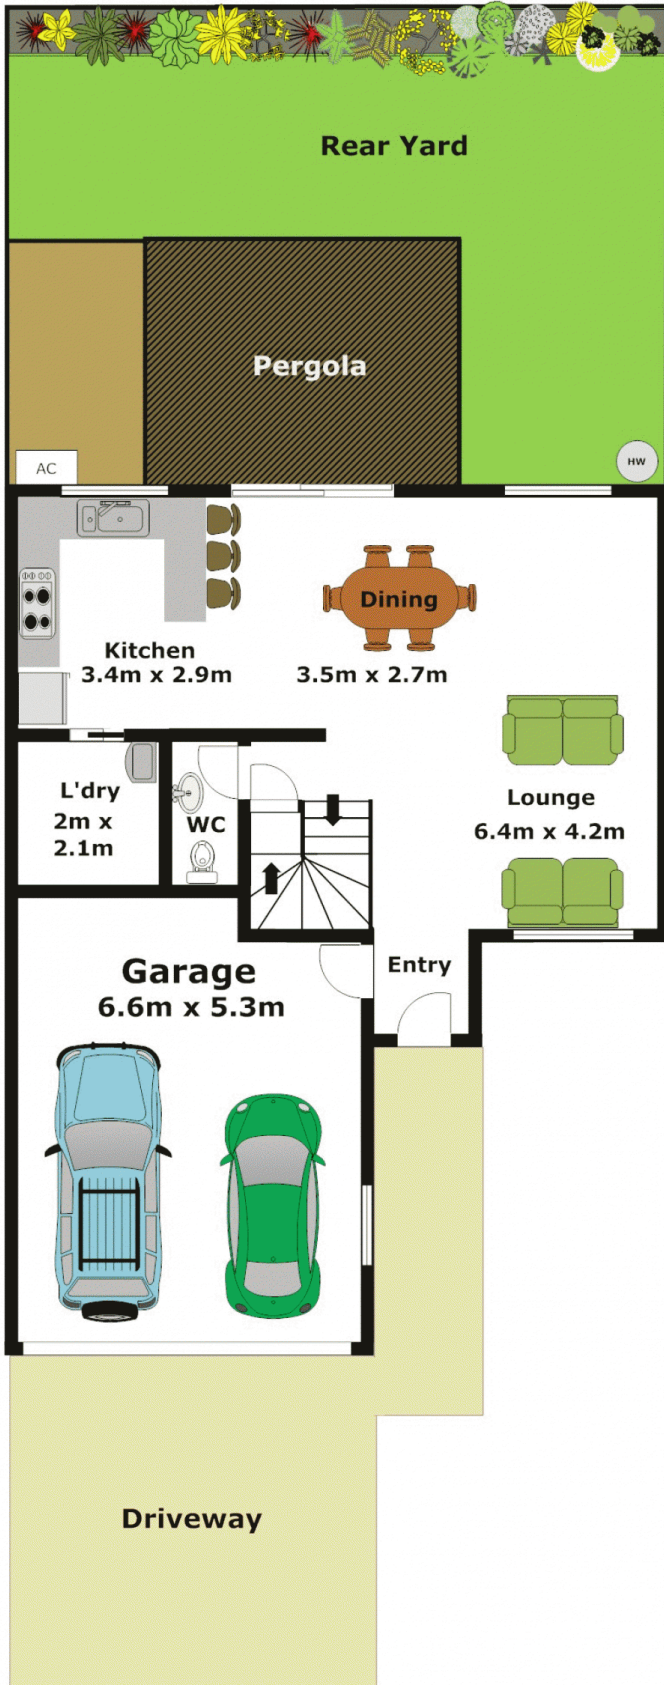 Rear Yard
Pergola
AC
HW
Dining
Kitchen
3.4m x 2.9m
3.5m x 2.7m
L'dry
2m x
2.1m
WC
Lounge
6.4m x 4.2m
Garage
6.6m x 5.3m
Entry
Driveway